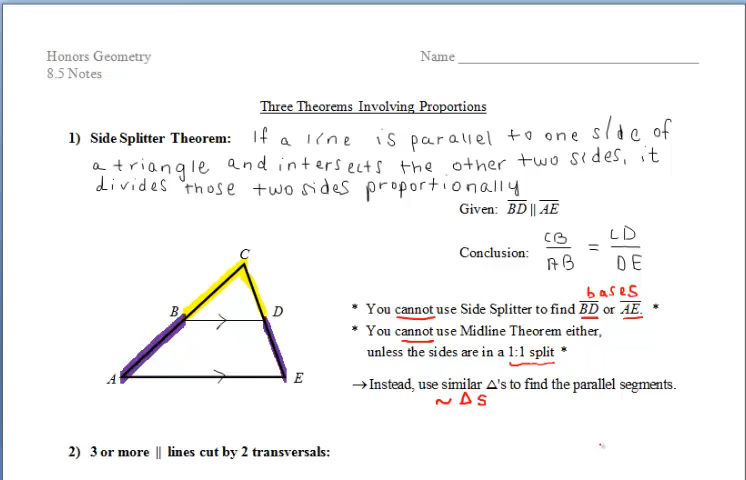 Honors Geometry Name
8.5 Notes
Three Theorems Involving Proportions
1) Side Splitter Theorem: If a line is parallel to one side of
a triangle and intersects the other two sides, it
divides those two sides proportionally
Given: BD || AE
Conclusion: CB/AB = CD/DE
C
B D
A E
bases
* You cannot use Side Splitter to find BD or AE. *
* You cannot use Midline Theorem either,
unless the sides are in a 1:1 split *
→ Instead, use similar Δ's to find the parallel segments.
~ Δs
2) 3 or more || lines cut by 2 transversals: